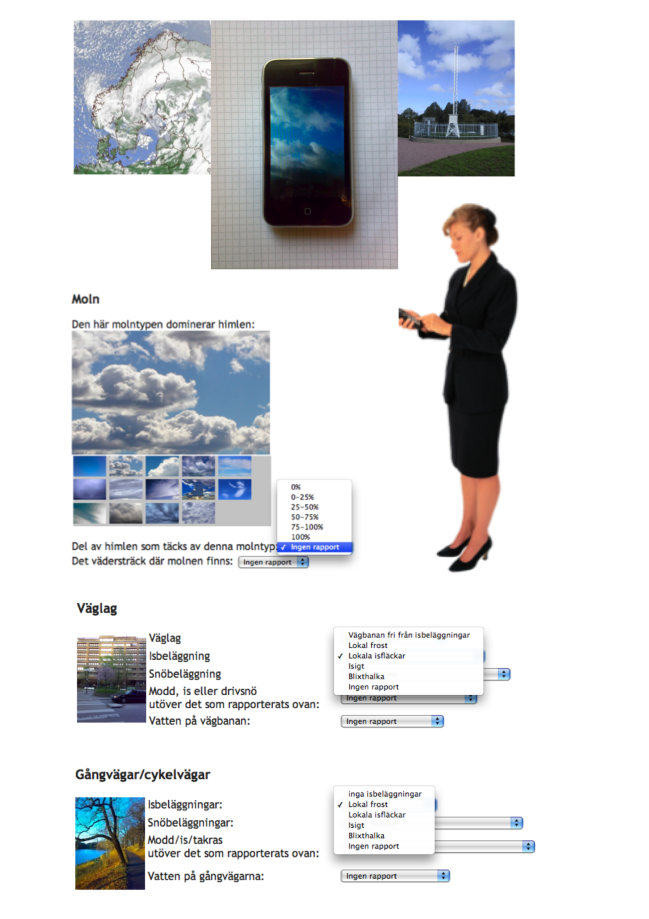 Moln
Den här molntypen dominerar himlen:
0%
0-25%
25-50%
50-75%
75-100%
100%
Del av himlen som täcks av denna molntyp: ✓ Ingen rapport
Det vädersträck där molnen finns: Ingen rapport
Väglag
Väglag
Isbeläggning
Snöbeläggning
Modd, is eller drivsnö
utöver det som rapporterats ovan:
Vatten på vägbanan:
Vägbanan fri från isbeläggningar
Lokal frost
✓ Lokala isfläckar
Isigt
Blixthalka
Ingen rapport
Ingen rapport
Ingen rapport
Gångvägar/cykelvägar
Isbeläggningar:
Snöbeläggningar:
Modd/is/takras
utöver det som rapporterats ovan:
Vatten på gångvägarna:
inga isbeläggningar
✓ Lokal frost
Lokala isfläckar
Isigt
Blixthalka
Ingen rapport
Ingen rapport